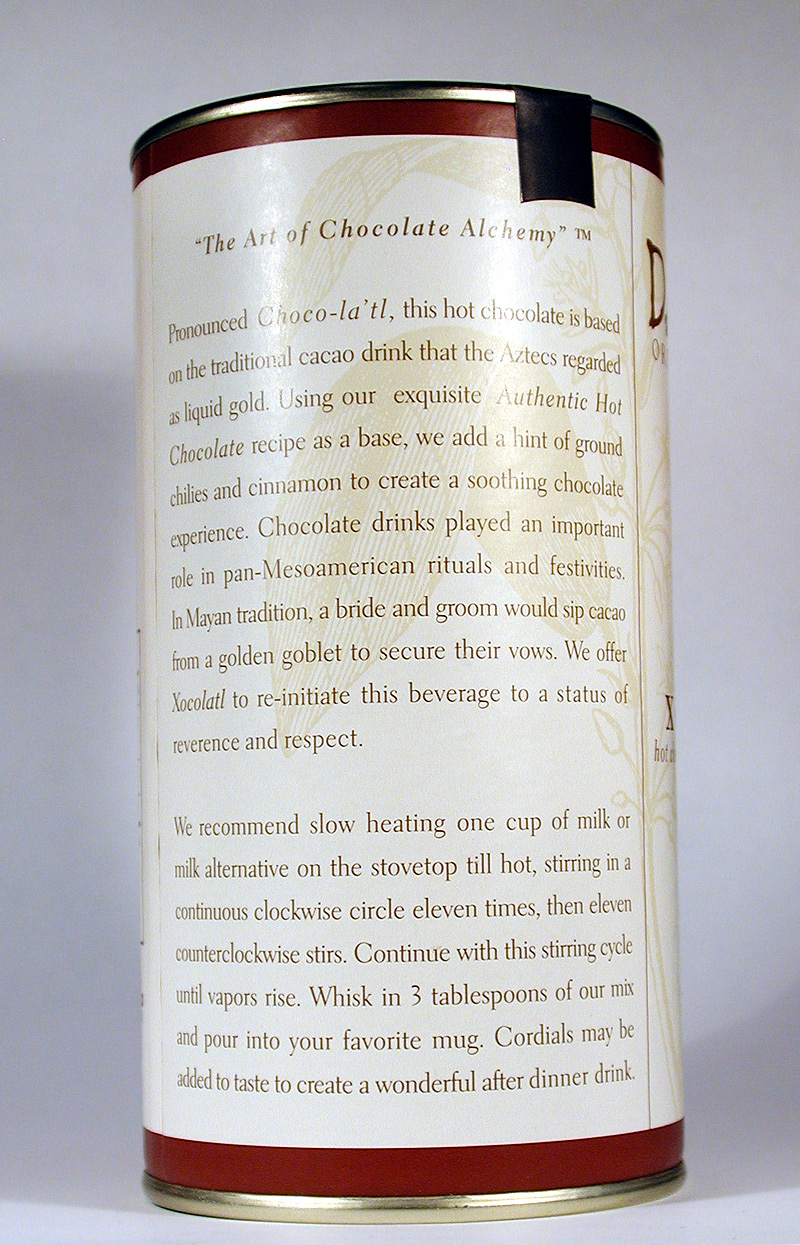 "The Art of Chocolate Alchemy" ™
Pronounced Choco-la'tl, this hot chocolate is based
on the traditional cacao drink that the Aztecs regarded
as liquid gold. Using our exquisite Authentic Hot
Chocolate recipe as a base, we add a hint of ground
chilies and cinnamon to create a soothing chocolate
experience. Chocolate drinks played an important
role in pan-Mesoamerican rituals and festivities.
In Mayan tradition, a bride and groom would sip cacao
from a golden goblet to secure their vows. We offer
Xocolatl to re-initiate this beverage to a status of
reverence and respect.
We recommend slow heating one cup of milk or
milk alternative on the stovetop till hot, stirring in a
continuous clockwise circle eleven times, then eleven
counterclockwise stirs. Continue with this stirring cycle
until vapors rise. Whisk in 3 tablespoons of our mix
and pour into your favorite mug. Cordials may be
added to taste to create a wonderful after dinner drink.
hot